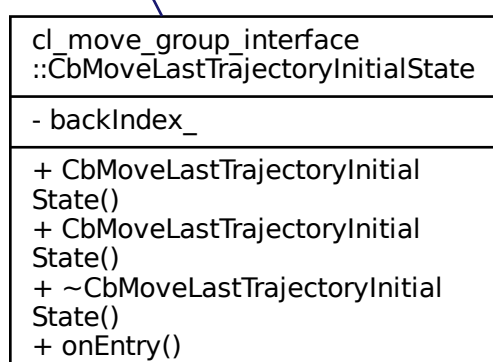 cl_move_group_interface
::CbMoveLastTrajectoryInitialState
- backIndex_
+ CbMoveLastTrajectoryInitial
State()
+ CbMoveLastTrajectoryInitial
State()
+ ~CbMoveLastTrajectoryInitial
State()
+ onEntry()